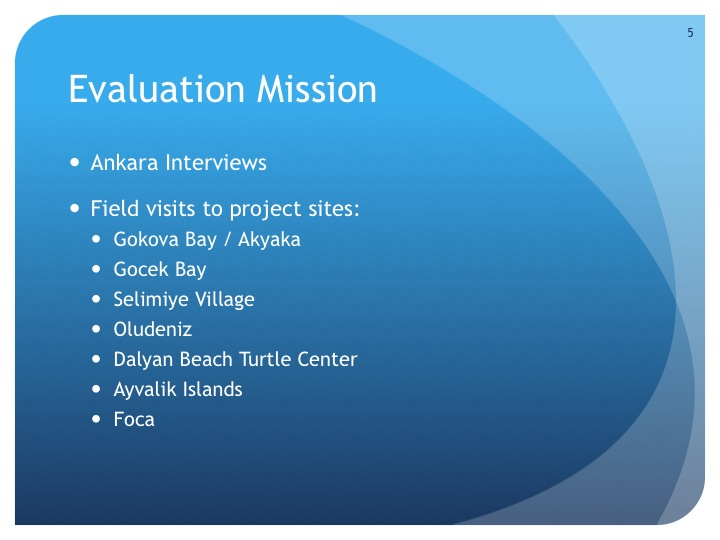 5
Evaluation Mission
• Ankara Interviews
• Field visits to project sites:
• Gokova Bay / Akyaka
• Gocek Bay
• Selimiye Village
• Oludeniz
• Dalyan Beach Turtle Center
• Ayvalik Islands
• Foca